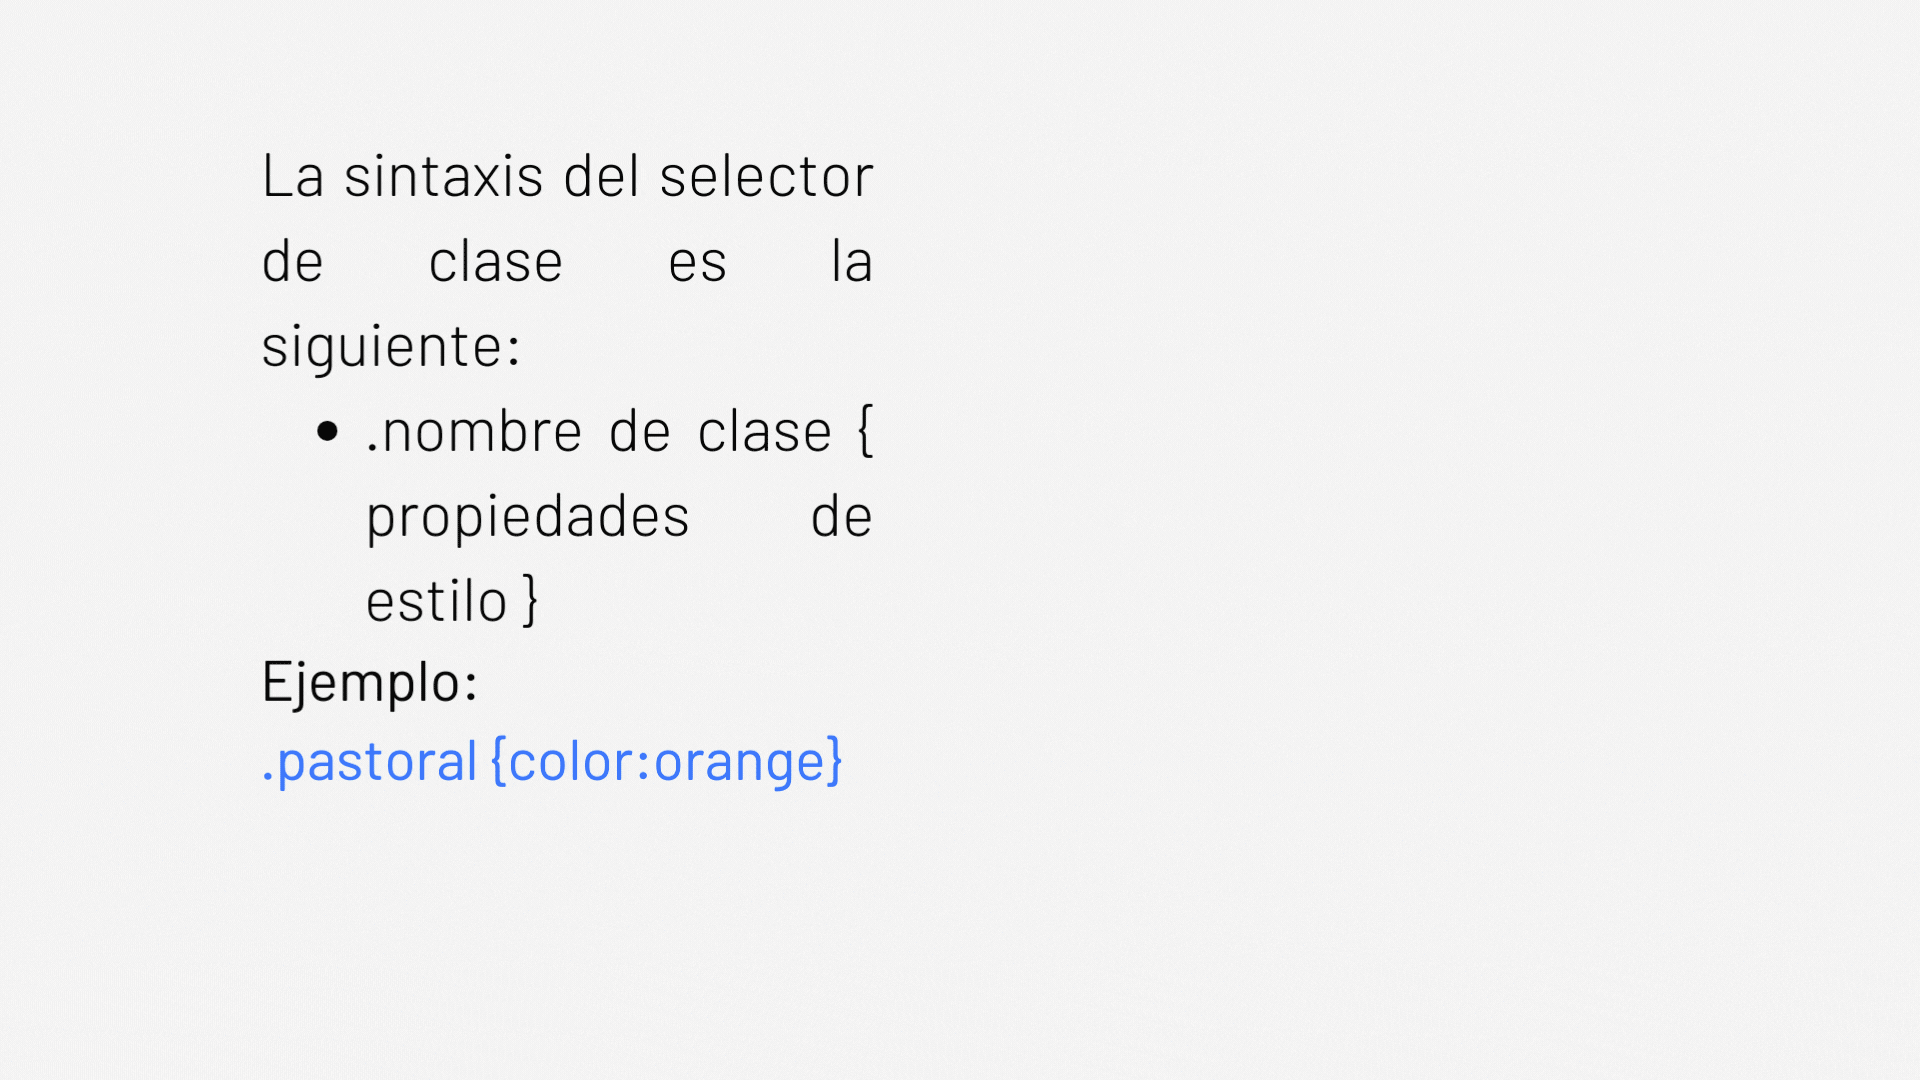 La sintaxis del selector
de clase es la
siguiente:
• .nombre de clase {
propiedades de
estilo }
Ejemplo:
.pastoral {color:orange}